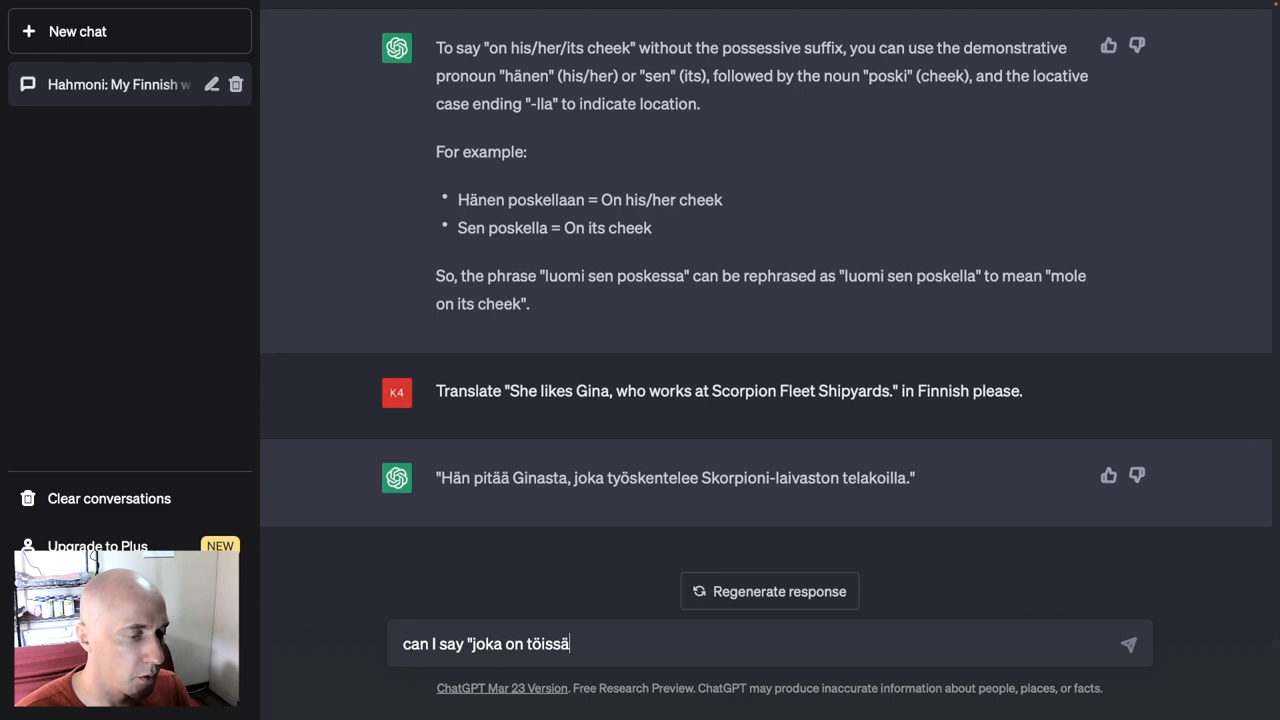 New chat
Hahmoni: My Finnish w
To say "on his/her/its cheek" without the possessive suffix, you can use the demonstrative
pronoun "hänen" (his/her) or "sen" (its), followed by the noun "poski" (cheek), and the locative
case ending "-lla" to indicate location.
For example:
• Hänen poskellaan = On his/her cheek
• Sen poskella = On its cheek
So, the phrase "luomi sen poskessa" can be rephrased as "luomi sen poskella" to mean "mole
on its cheek".
K4
Translate "She likes Gina, who works at Scorpion Fleet Shipyards." in Finnish please.
"Hän pitää Ginasta, joka työskentelee Skorpioni-laivaston telakoilla."
Clear conversations
Upgrade to Plus NEW
Regenerate response
can I say "joka on töissä
ChatGPT Mar 23 Version. Free Research Preview. ChatGPT may produce inaccurate information about people, places, or facts.